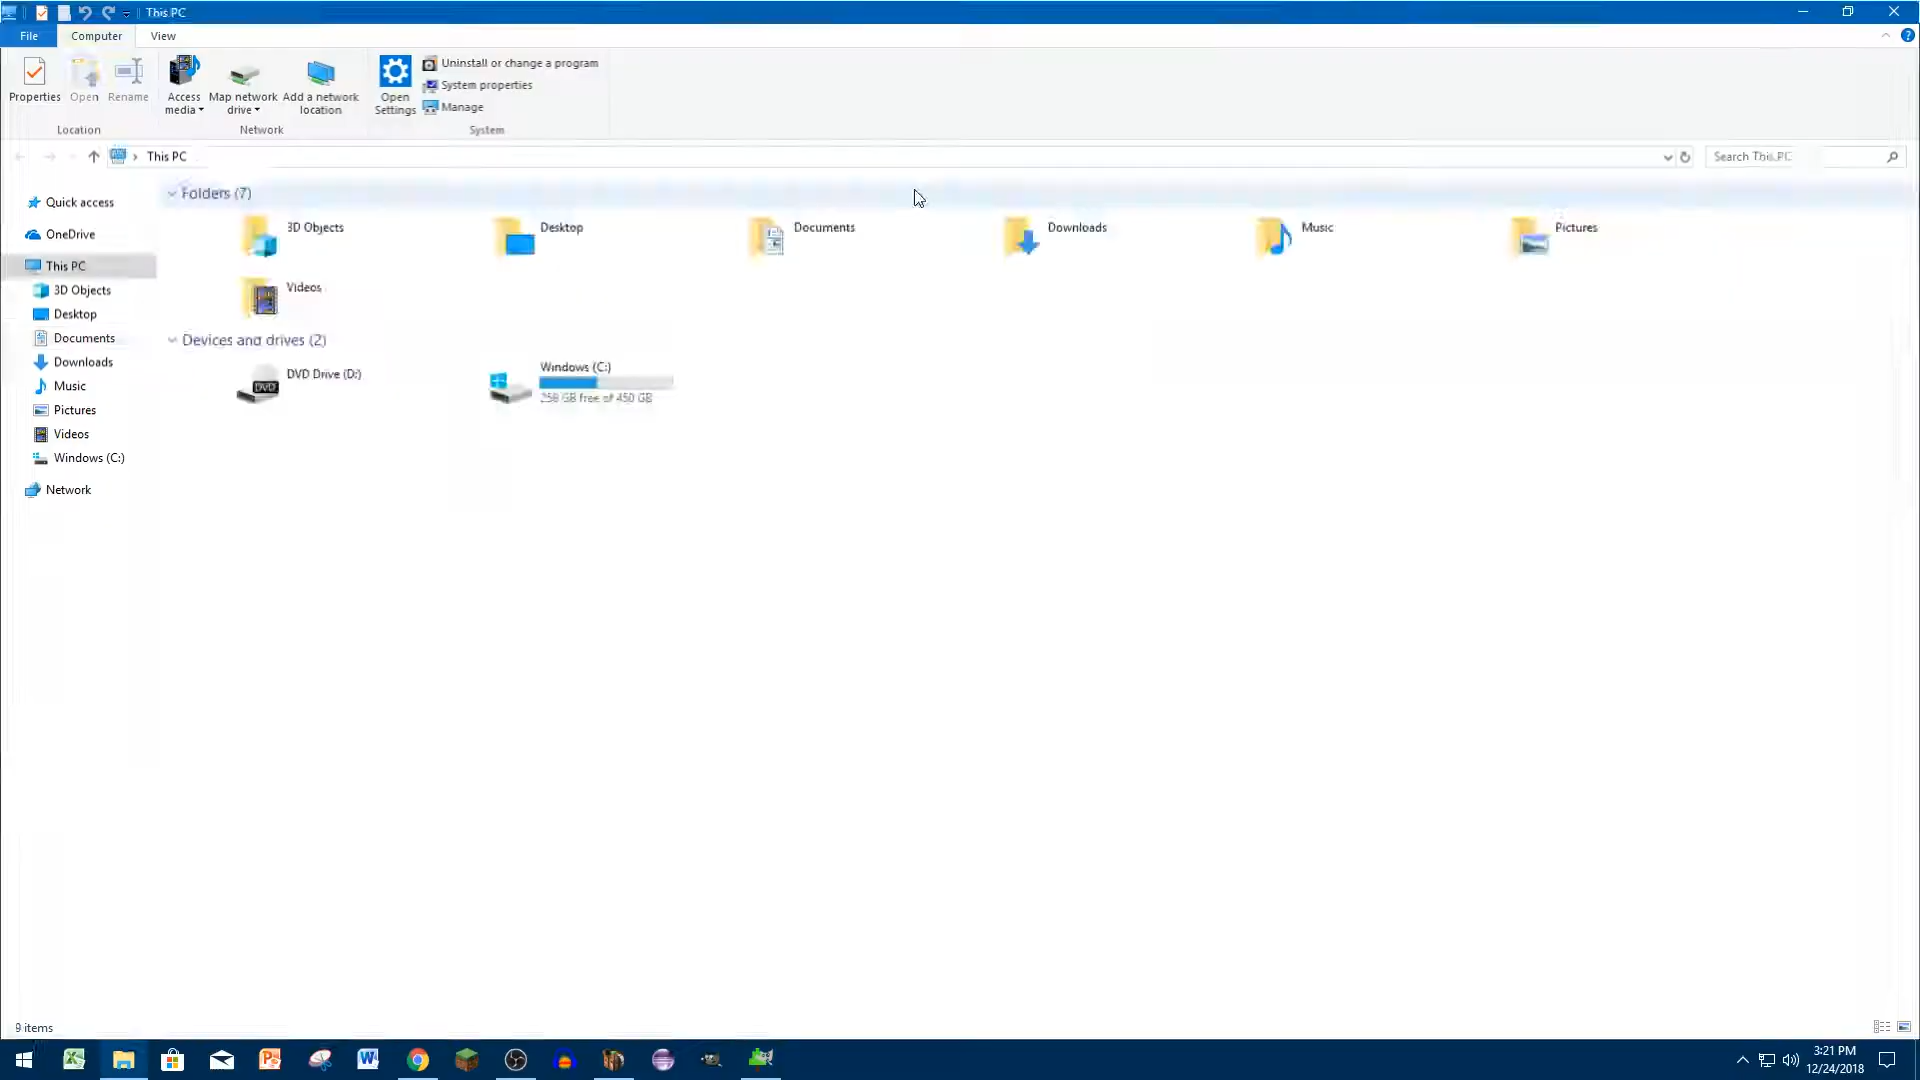 This PC
File Computer View
Properties Open Rename Access media Map network drive Add a network location Open Settings Uninstall or change a program
System properties
Manage
Location Network System
This PC Search This PC
Quick access
OneDrive
This PC
3D Objects
Desktop
Documents
Downloads
Music
Pictures
Videos
Windows (C:)
Network
Folders (7)
3D Objects Desktop Documents Downloads Music Pictures
Videos
Devices and drives (2)
DVD Drive (D:)
DVD
Windows (C:)
258 GB free of 450 GB
9 items
3:21 PM
12/24/2018